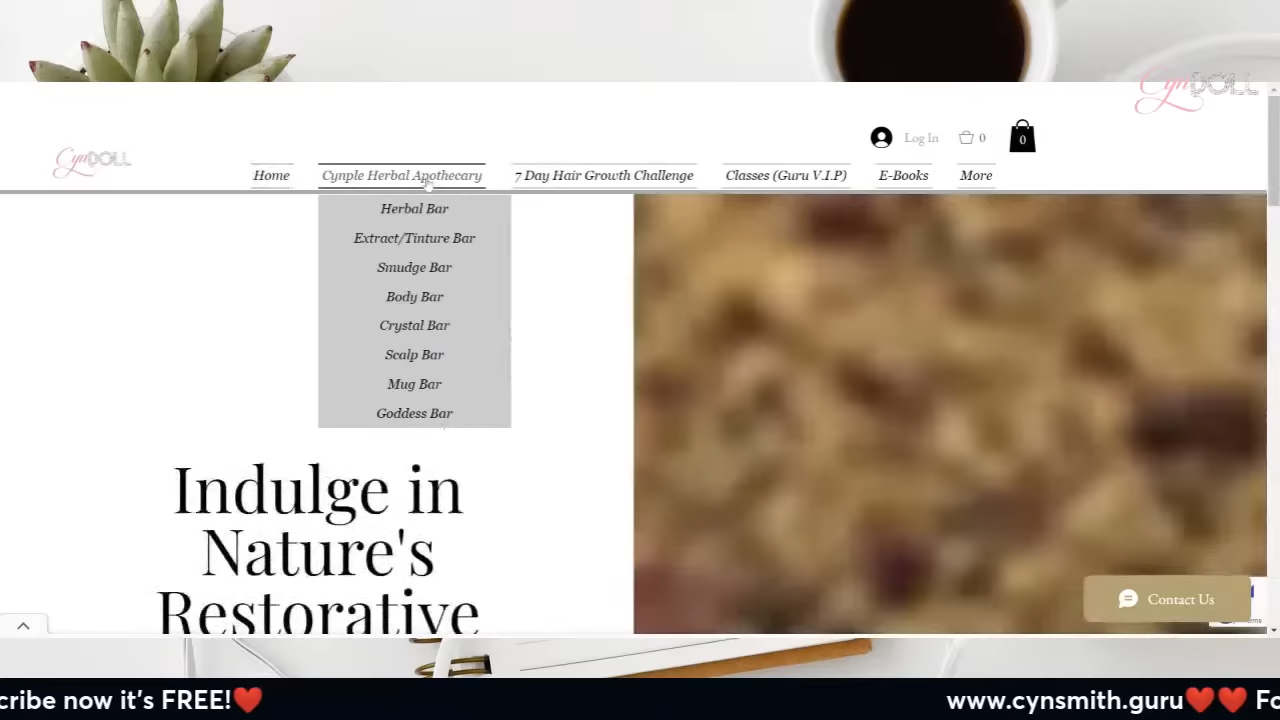 CynDOLL
Log In
0
0
CynDOLL
Home
Cynple Herbal Apothecary
7 Day Hair Growth Challenge
Classes (Guru V.I.P)
E-Books
More
Herbal Bar
Extract/Tinture Bar
Smudge Bar
Body Bar
Crystal Bar
Scalp Bar
Mug Bar
Goddess Bar
Indulge in
Nature's
Restorative
Contact Us
cribe now it's FREE!❤️
www.cynsmith.guru❤️❤️ Fo